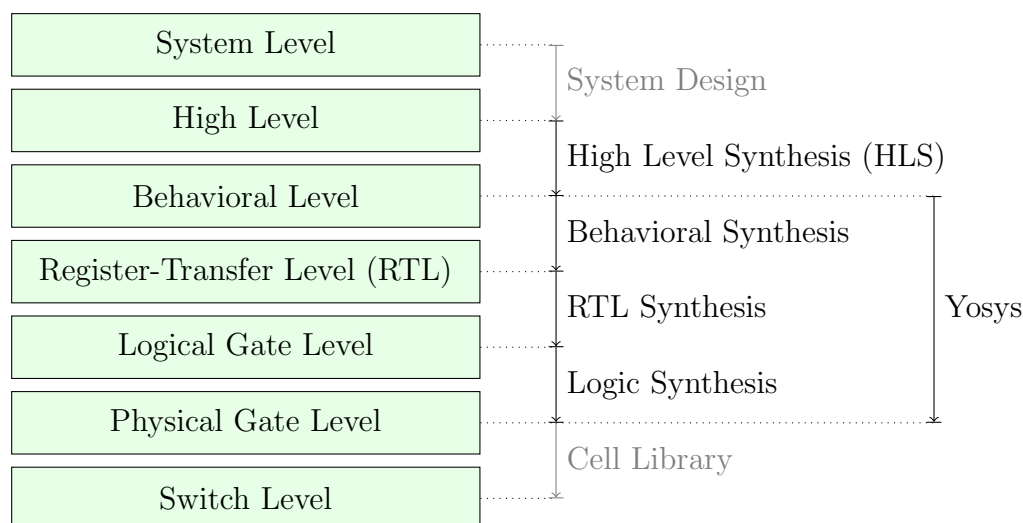 System Level
System Design
High Level
High Level Synthesis (HLS)
Behavioral Level
Behavioral Synthesis
Register-Transfer Level (RTL)
RTL Synthesis
Yosys
Logical Gate Level
Logic Synthesis
Physical Gate Level
Cell Library
Switch Level